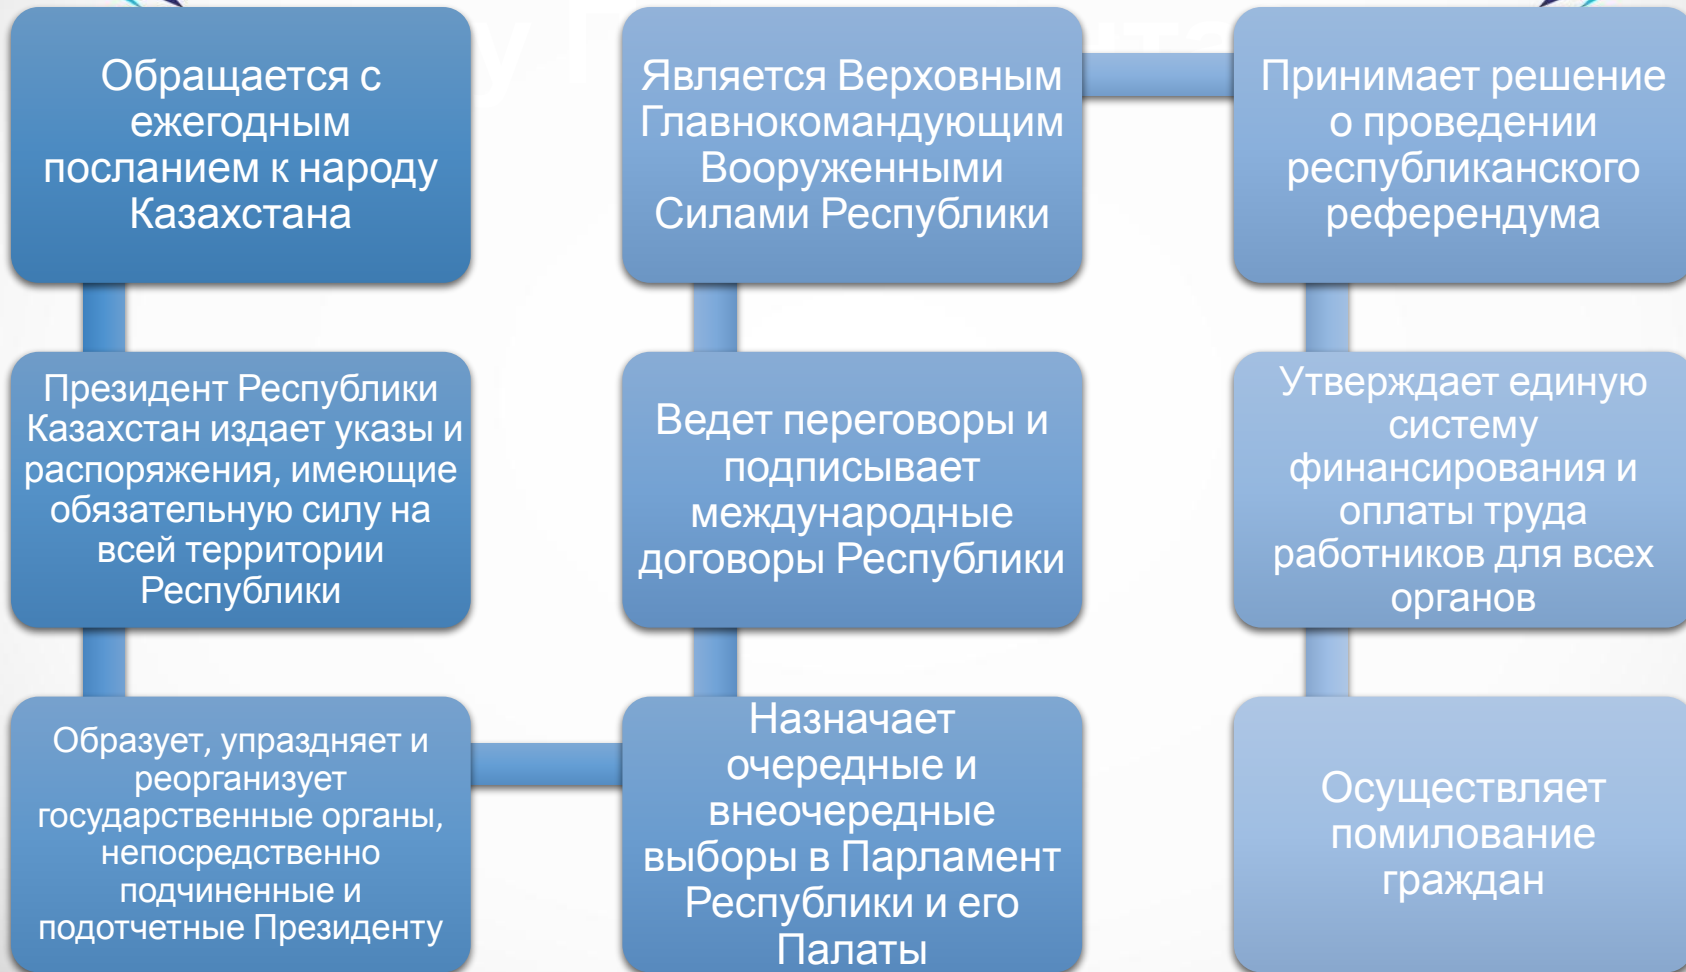 Обращается с
ежегодным
посланием к народу
Казахстана
Президент Республики
Казахстан издает указы и
распоряжения, имеющие
обязательную силу на
всей территории
Республики
Образует, упраздняет и
реорганизует
государственные органы,
непосредственно
подчиненные и
подотчетные Президенту
Назначает
очередные и
внеочередные
выборы в Парламент
Республики и его
Палаты
Ведет переговоры и
подписывает
международные
договоры Республики
Является Верховным
Главнокомандующим
Вооруженными
Силами Республики
Принимает решение
о проведении
республиканского
референдума
Утверждает единую
систему
финансирования и
оплаты труда
работников для всех
органов
Осуществляет
помилование
граждан